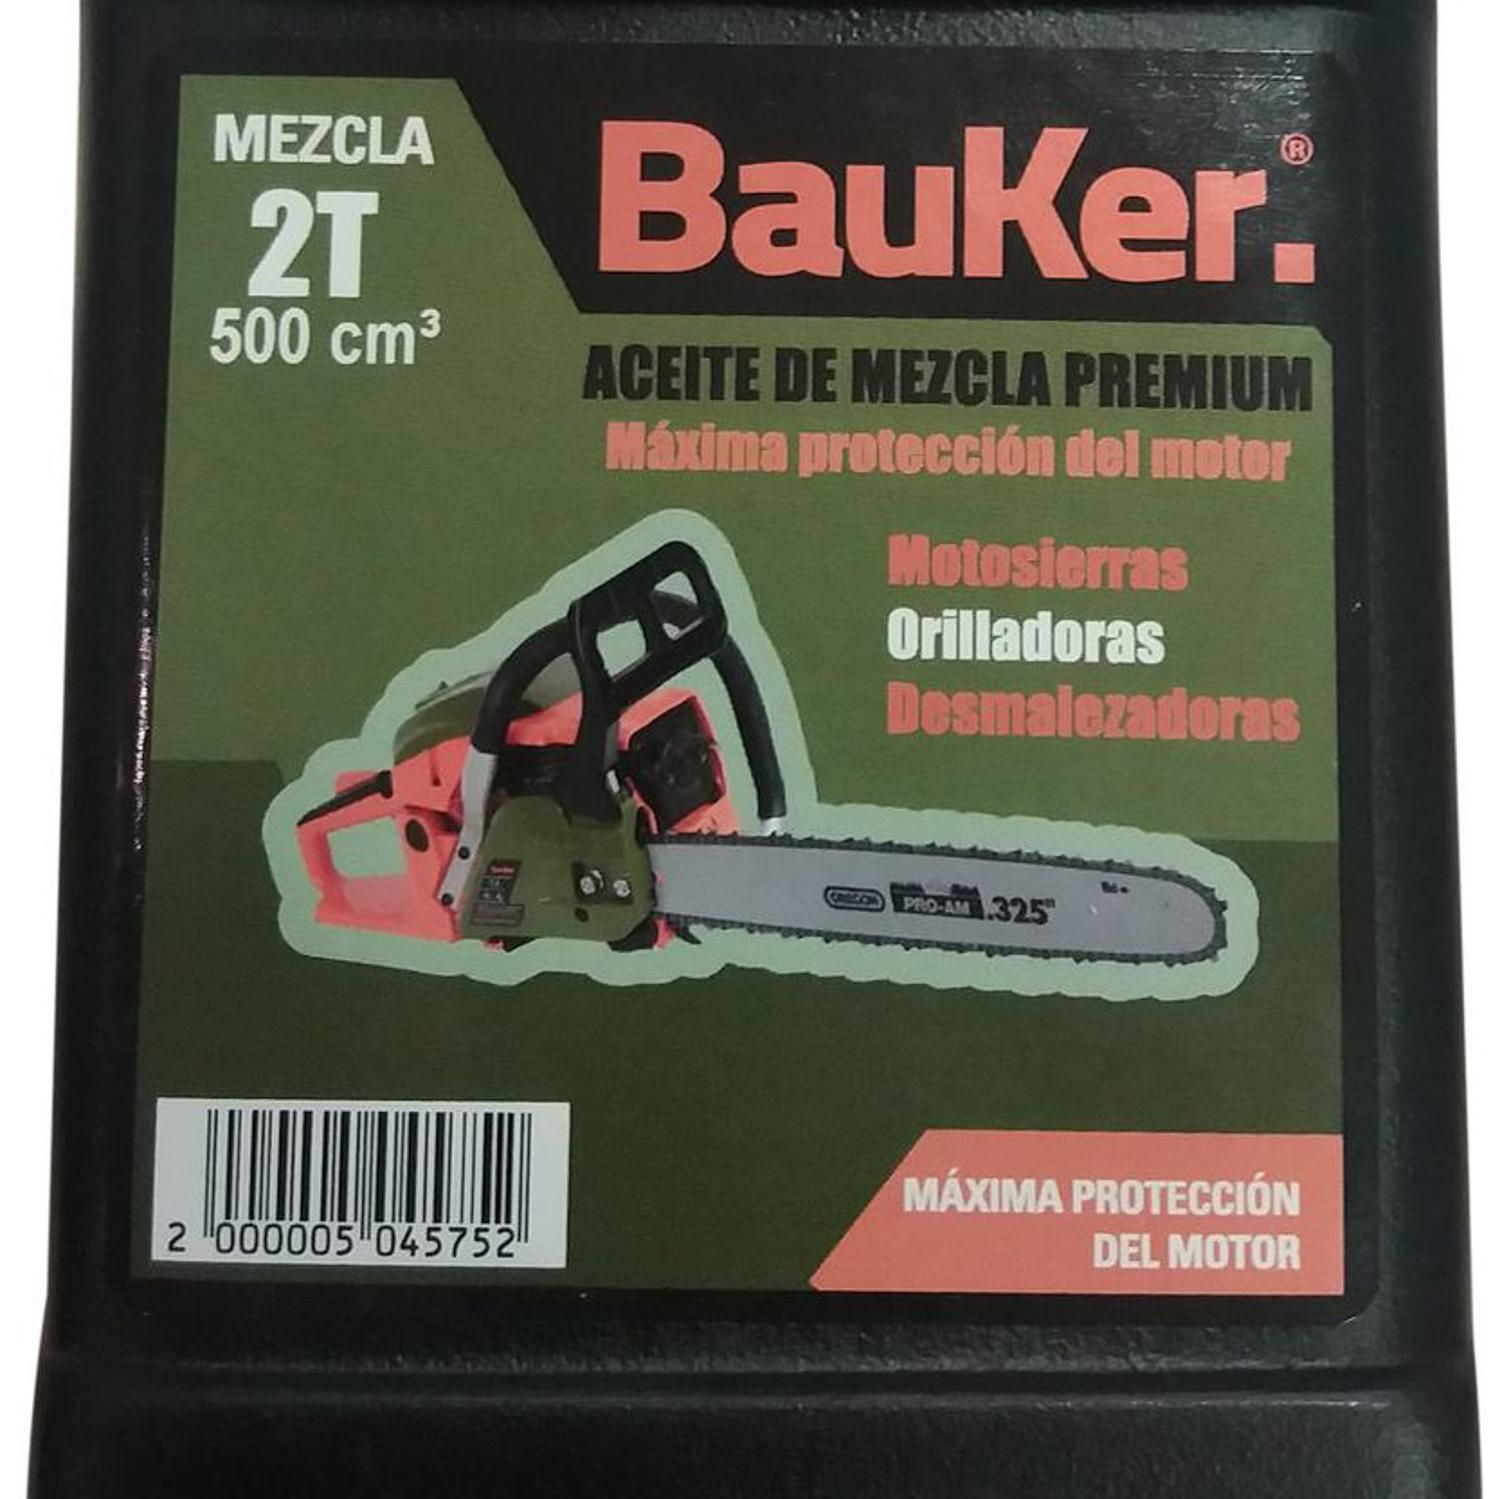 MEZCLA
2T
500 cm³
BauKer.®
ACEITE DE MEZCLA PREMIUM
Máxima protección del motor
Motosierras
Orilladoras
Desmalezadoras
OREGON PRO-AM .325"
2 000005 045752
MÁXIMA PROTECCIÓN
DEL MOTOR